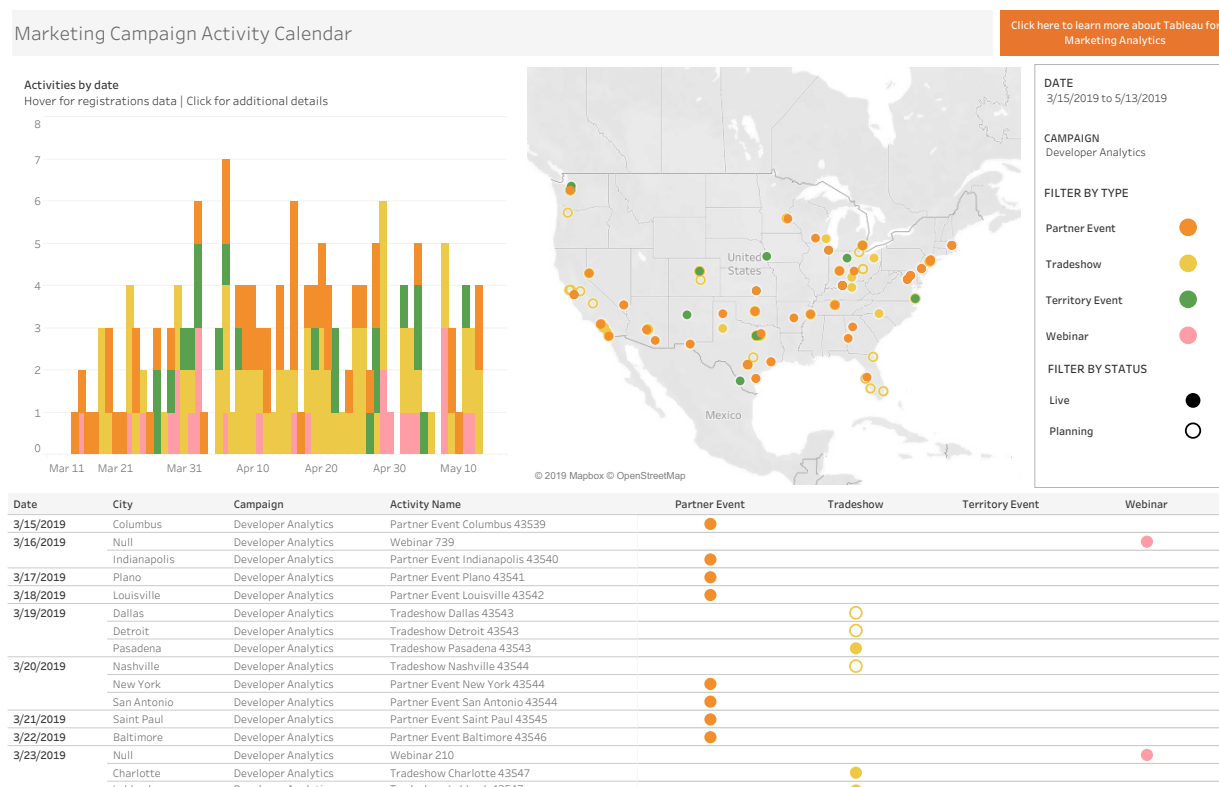 Marketing Campaign Activity Calendar
Click here to learn more about Tableau for
Marketing Analytics
Activities by date
Hover for registrations data | Click for additional details
8
7
6
5
4
3
2
1
0
Mar 11 Mar 21 Mar 31 Apr 10 Apr 20 Apr 30 May 10
United
States
Mexico
© 2019 Mapbox © OpenStreetMap
DATE
3/15/2019 to 5/13/2019
CAMPAIGN
Developer Analytics
FILTER BY TYPE
Partner Event
Tradeshow
Territory Event
Webinar
FILTER BY STATUS
Live
Planning
Date City Campaign Activity Name Partner Event Tradeshow Territory Event Webinar
3/15/2019 Columbus Developer Analytics Partner Event Columbus 43539
3/16/2019 Null Developer Analytics Webinar 739
Indianapolis Developer Analytics Partner Event Indianapolis 43540
3/17/2019 Plano Developer Analytics Partner Event Plano 43541
3/18/2019 Louisville Developer Analytics Partner Event Louisville 43542
3/19/2019 Dallas Developer Analytics Tradeshow Dallas 43543
Detroit Developer Analytics Tradeshow Detroit 43543
Pasadena Developer Analytics Tradeshow Pasadena 43543
3/20/2019 Nashville Developer Analytics Tradeshow Nashville 43544
New York Developer Analytics Partner Event New York 43544
San Antonio Developer Analytics Partner Event San Antonio 43544
3/21/2019 Saint Paul Developer Analytics Partner Event Saint Paul 43545
3/22/2019 Baltimore Developer Analytics Partner Event Baltimore 43546
3/23/2019 Null Developer Analytics Webinar 210
Charlotte Developer Analytics Tradeshow Charlotte 43547